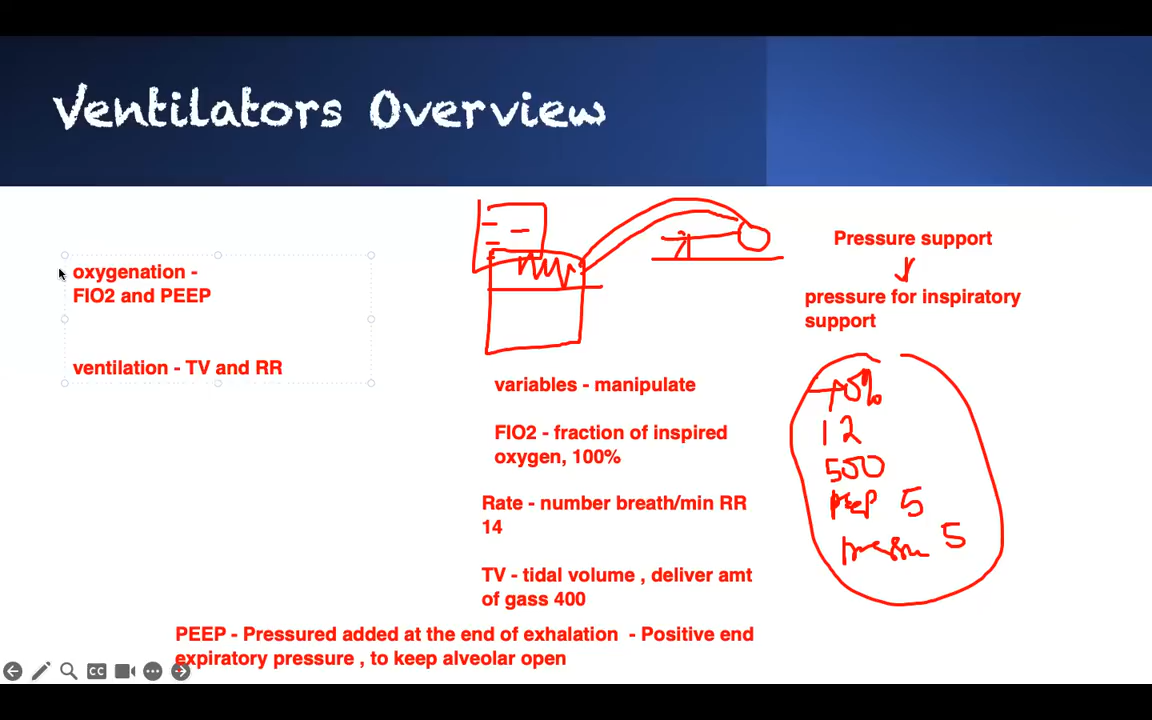 Ventilators Overview
oxygenation -
FIO2 and PEEP
ventilation - TV and RR
variables - manipulate
FIO2 - fraction of inspired
oxygen, 100%
Rate - number breath/min RR
14
TV - tidal volume , deliver amt
of gass 400
PEEP - Pressured added at the end of exhalation - Positive end
expiratory pressure , to keep alveolar open
Pressure support
pressure for inspiratory
support
12
500
PEEP 5
5
CC